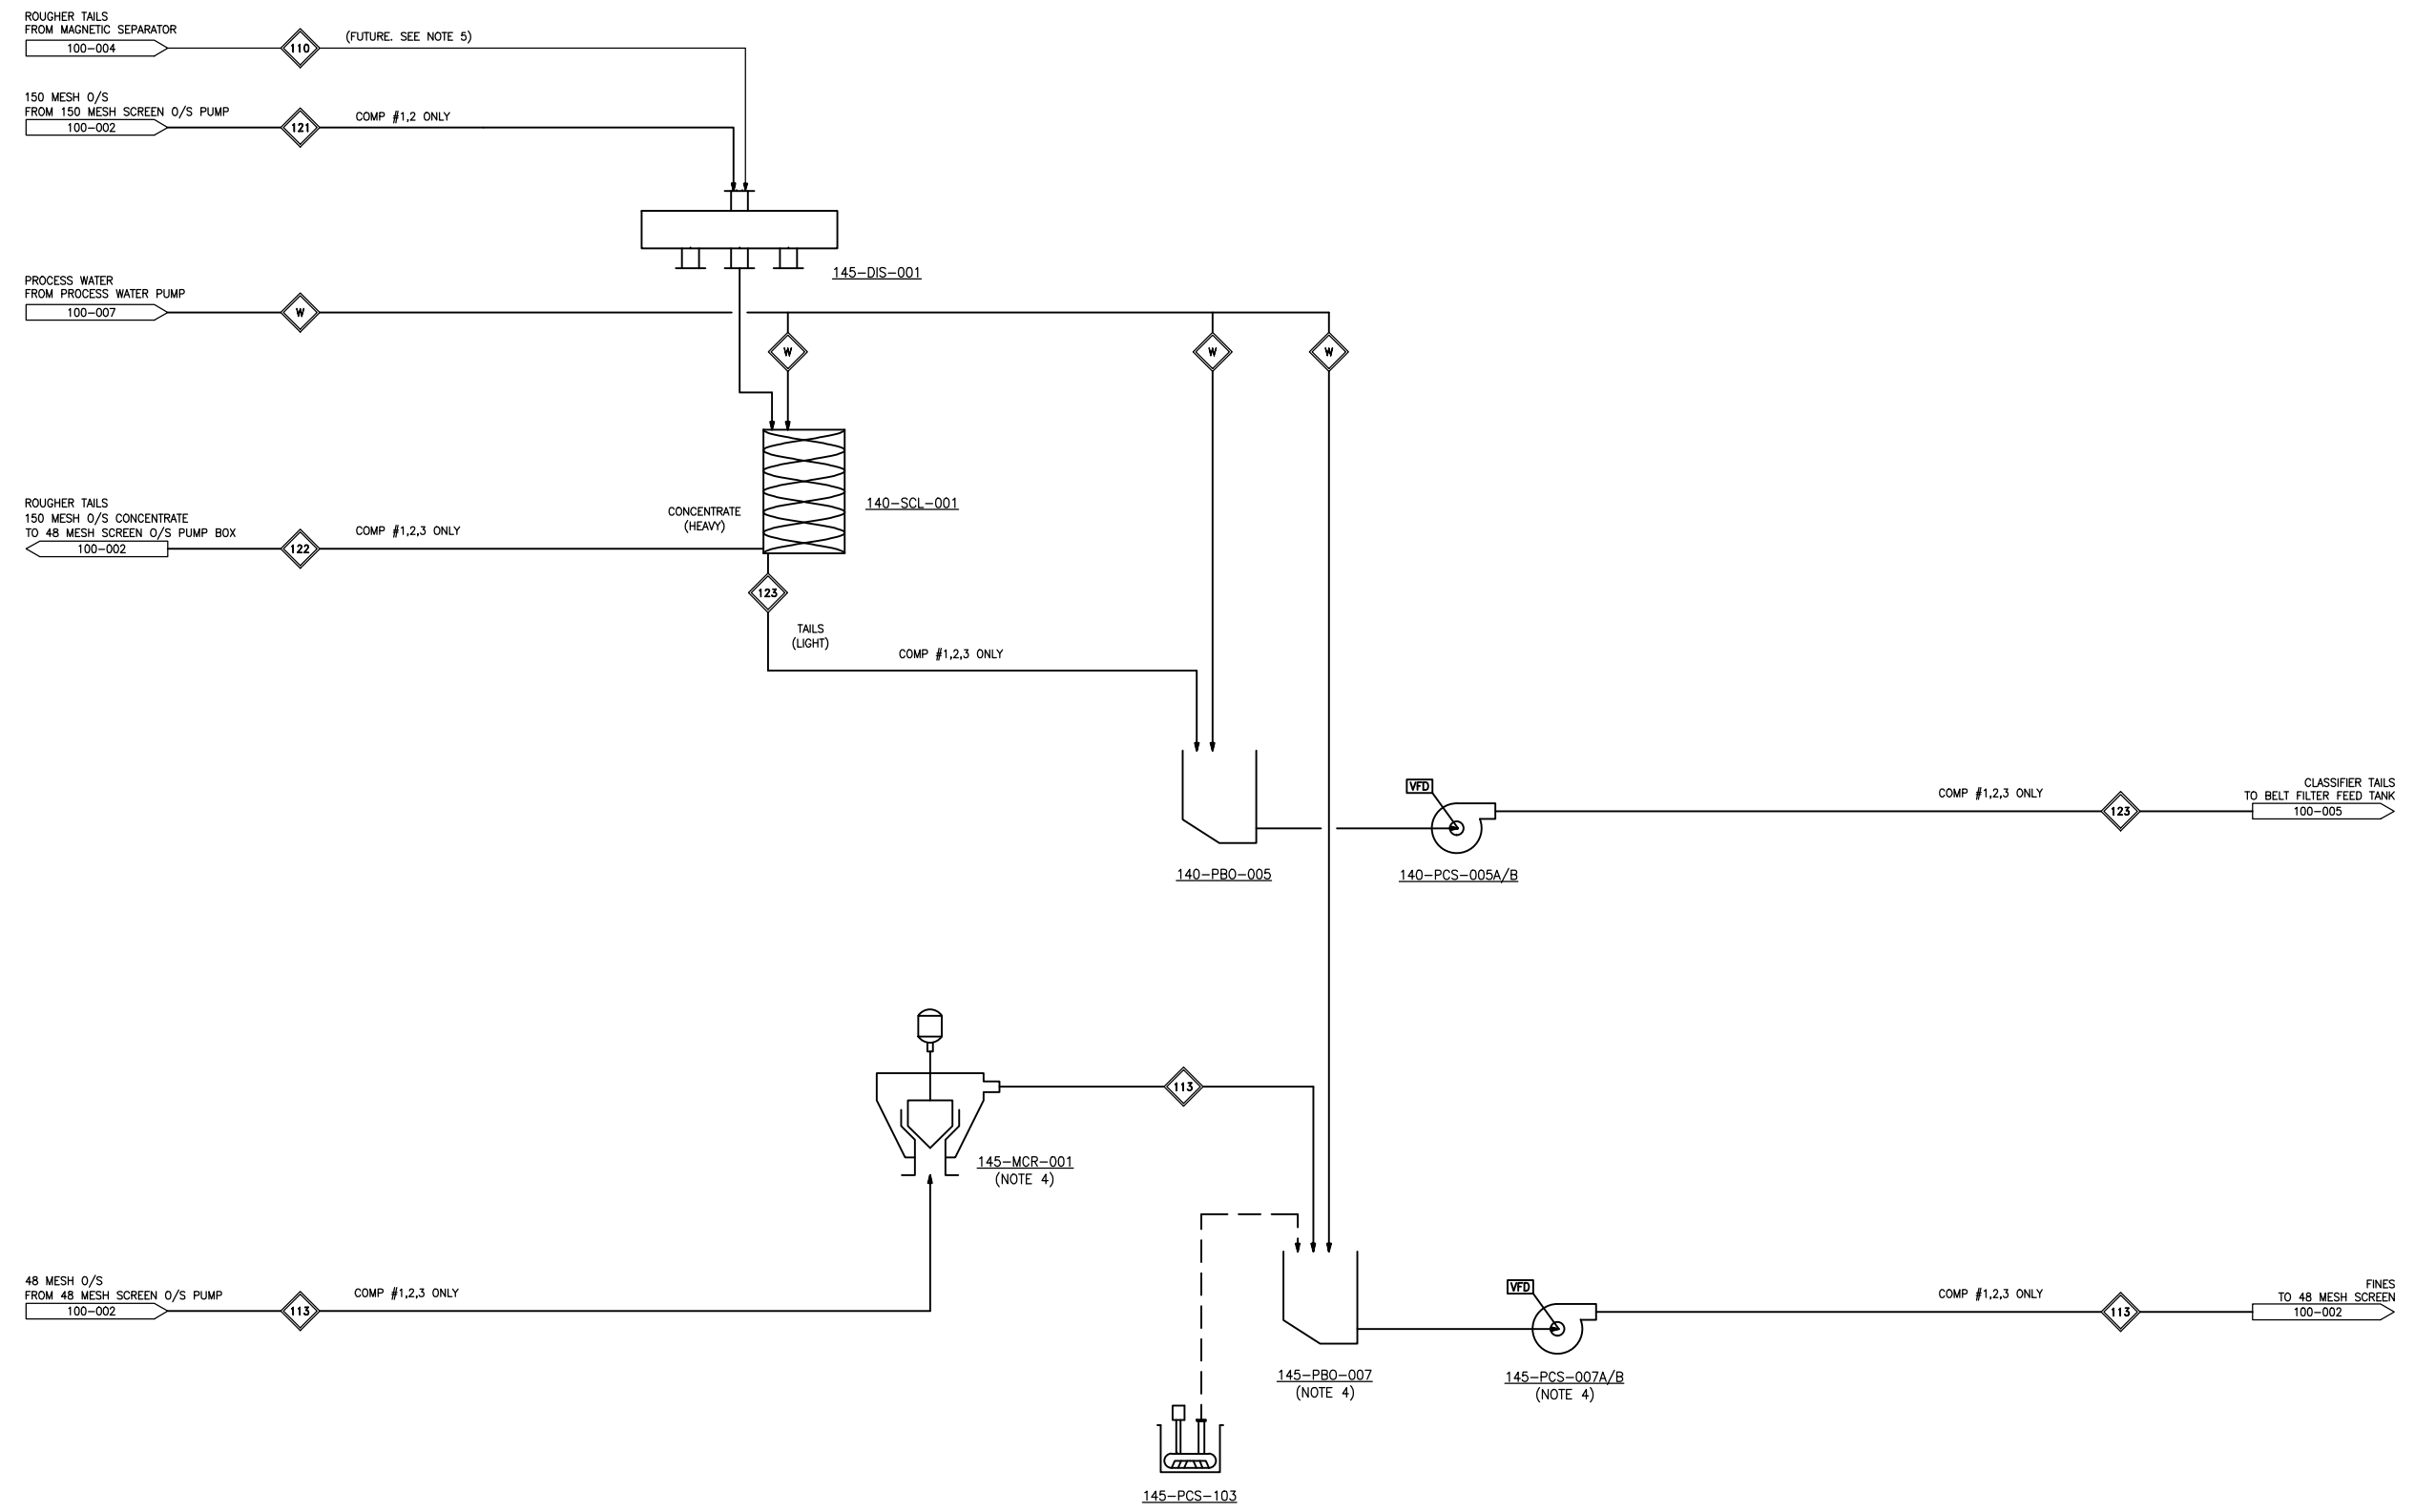 ROUGHER TAILS
FROM MAGNETIC SEPARATOR
100-004
110
(FUTURE. SEE NOTE 5)
150 MESH O/S
FROM 150 MESH SCREEN O/S PUMP
100-002
121
COMP #1,2 ONLY
145-DIS-001
PROCESS WATER
FROM PROCESS WATER PUMP
100-007
W
W
W
W
ROUGHER TAILS
150 MESH O/S CONCENTRATE
TO 48 MESH SCREEN O/S PUMP BOX
100-002
122
COMP #1,2,3 ONLY
CONCENTRATE
(HEAVY)
140-SCL-001
123
TAILS
(LIGHT)
COMP #1,2,3 ONLY
140-PBO-005
VFD
140-PCS-005A/B
COMP #1,2,3 ONLY
123
CLASSIFIER TAILS
TO BELT FILTER FEED TANK
100-005
113
145-MCR-001
(NOTE 4)
48 MESH O/S
FROM 48 MESH SCREEN O/S PUMP
100-002
113
COMP #1,2,3 ONLY
145-PBO-007
(NOTE 4)
VFD
145-PCS-007A/B
(NOTE 4)
COMP #1,2,3 ONLY
113
FINES
TO 48 MESH SCREEN
100-002
145-PCS-103